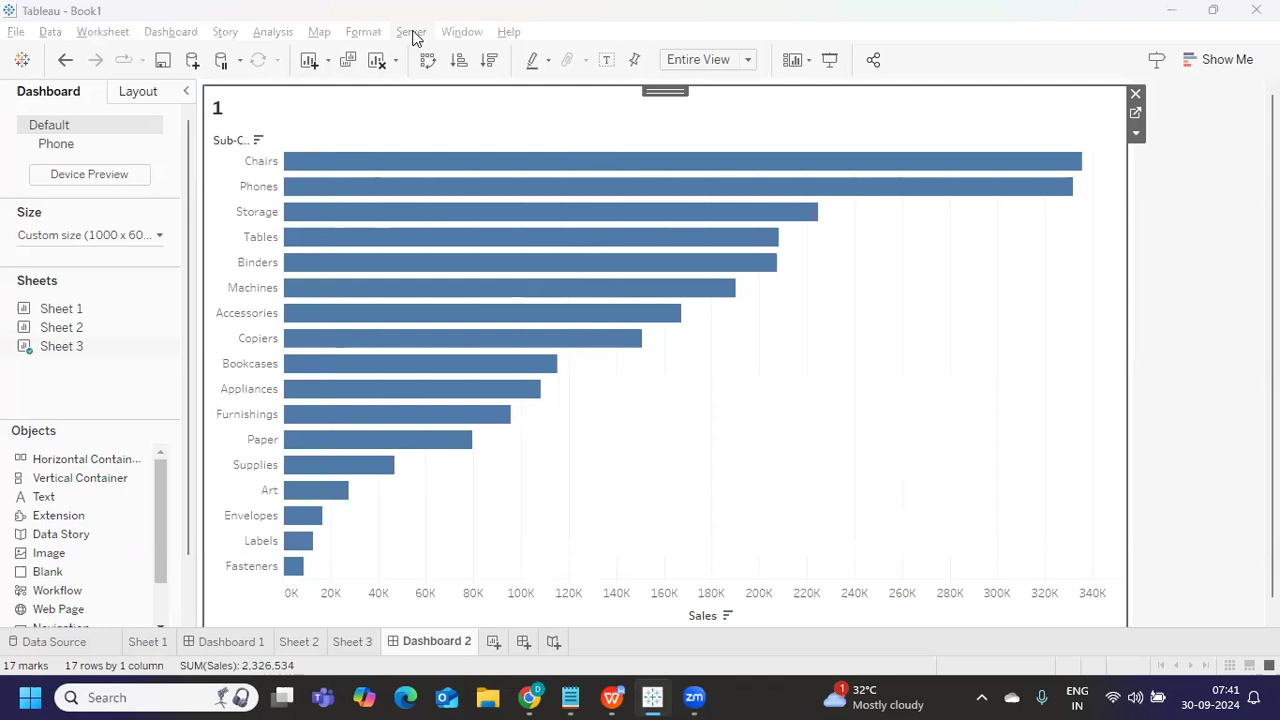 Tableau - Book1
File Data Worksheet Dashboard Story Analysis Map Format Server Window Help
Entire View
Show Me
Dashboard Layout
Default
Phone
Device Preview
Size
Custom size (1000 x 60...
Sheets
Sheet 1
Sheet 2
Sheet 3
Objects
Horizontal Contain...
Vertical Container
Text
Extension
Data Story
Image
Blank
Workflow
Web Page
1
Sub-C..
Chairs
Phones
Storage
Tables
Binders
Machines
Accessories
Copiers
Bookcases
Appliances
Furnishings
Paper
Supplies
Art
Envelopes
Labels
Fasteners
0K 20K 40K 60K 80K 100K 120K 140K 160K 180K 200K 220K 240K 260K 280K 300K 320K 340K
Sales
Data Source Sheet 1 Dashboard 1 Sheet 2 Sheet 3 Dashboard 2
17 marks 17 rows by 1 column SUM(Sales): 2,326,534
Search
1
32°C
Mostly cloudy
ENG
IN
07:41
30-09-2024